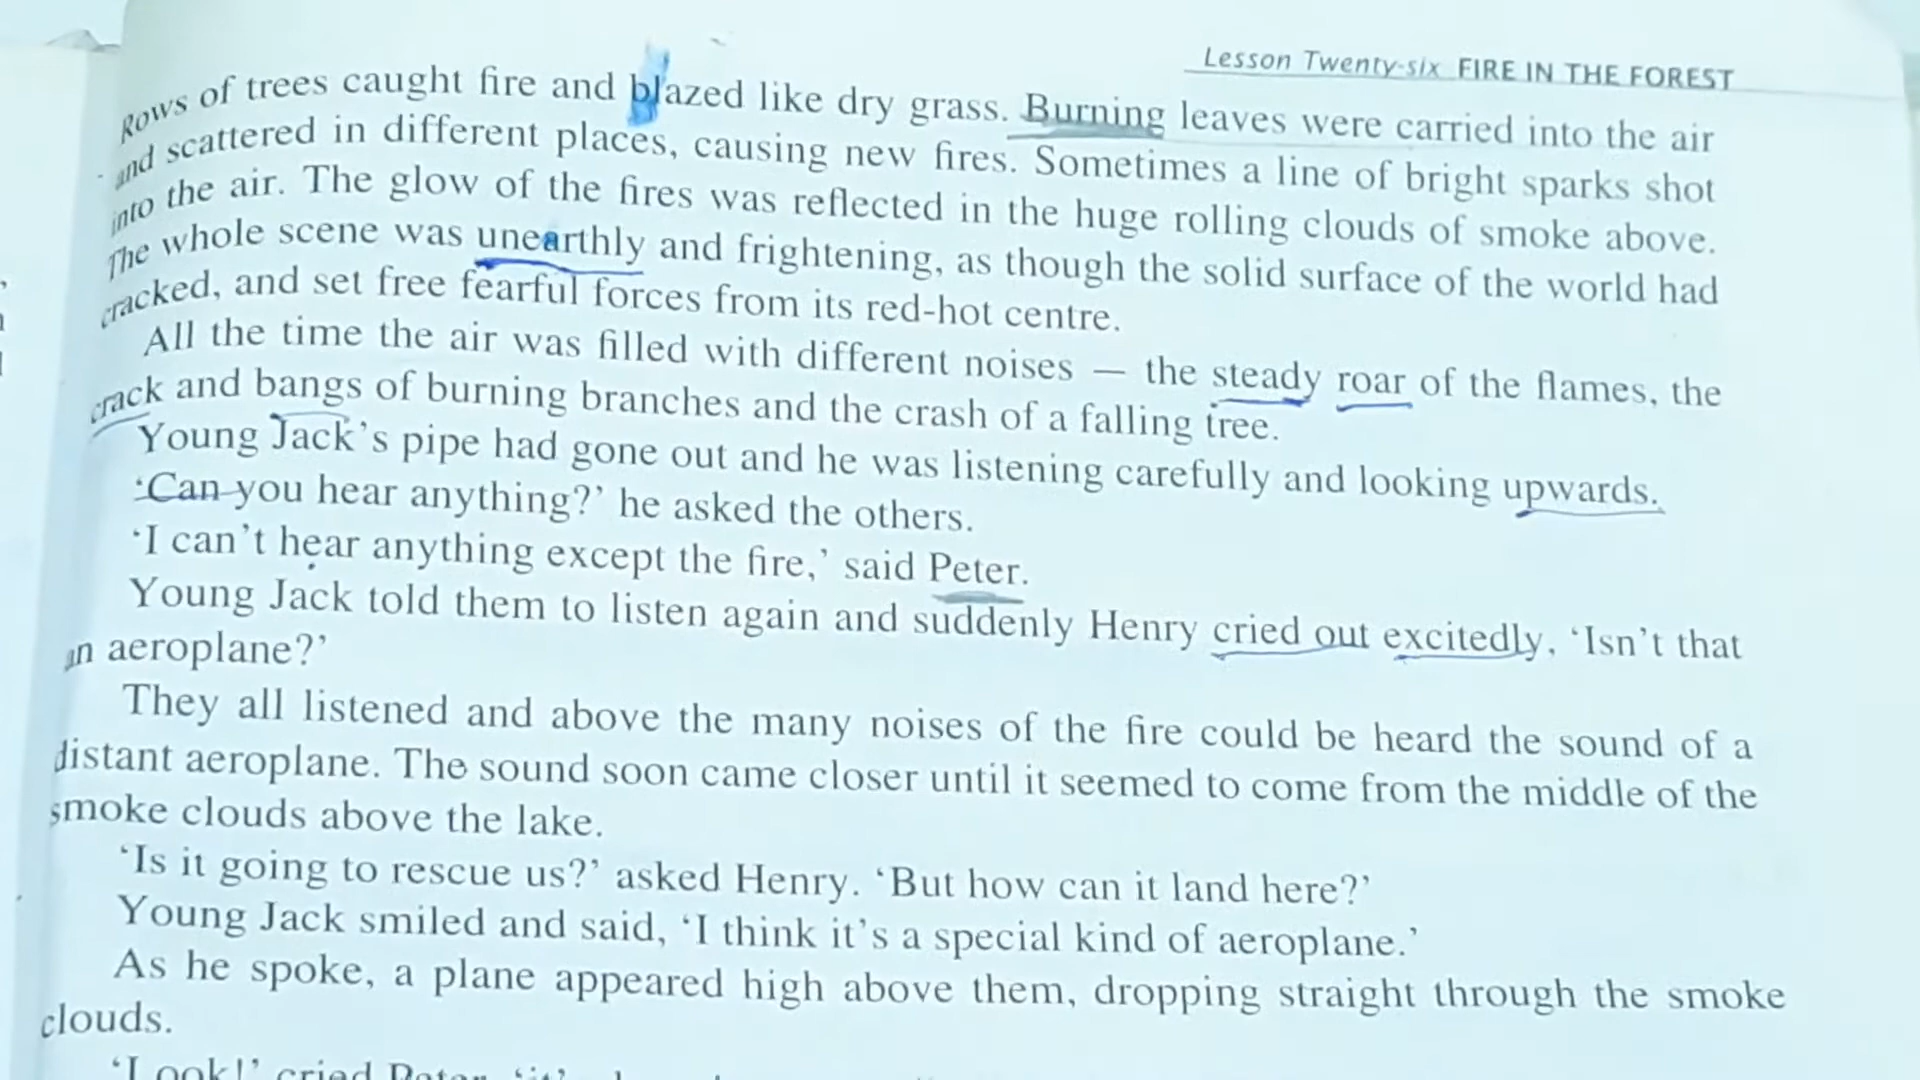 Lesson Twenty-six FIRE IN THE FOREST
Rows of trees caught fire and blazed like dry grass. Burning leaves were carried into the air
and scattered in different places, causing new fires. Sometimes a line of bright sparks shot
into the air. The glow of the fires was reflected in the huge rolling clouds of smoke above.
The whole scene was unearthly and frightening, as though the solid surface of the world had
cracked, and set free fearful forces from its red-hot centre.
All the time the air was filled with different noises — the steady roar of the flames, the
crack and bangs of burning branches and the crash of a falling tree.
Young Jack's pipe had gone out and he was listening carefully and looking upwards.
‘Can you hear anything?’ he asked the others.
‘I can't hear anything except the fire,’ said Peter.
Young Jack told them to listen again and suddenly Henry cried out excitedly, ‘Isn't that
an aeroplane?’
They all listened and above the many noises of the fire could be heard the sound of a
distant aeroplane. The sound soon came closer until it seemed to come from the middle of the
smoke clouds above the lake.
‘Is it going to rescue us?’ asked Henry. ‘But how can it land here?’
Young Jack smiled and said, ‘I think it's a special kind of aeroplane.’
As he spoke, a plane appeared high above them, dropping straight through the smoke
clouds.
‘Look!’ cried Peter,